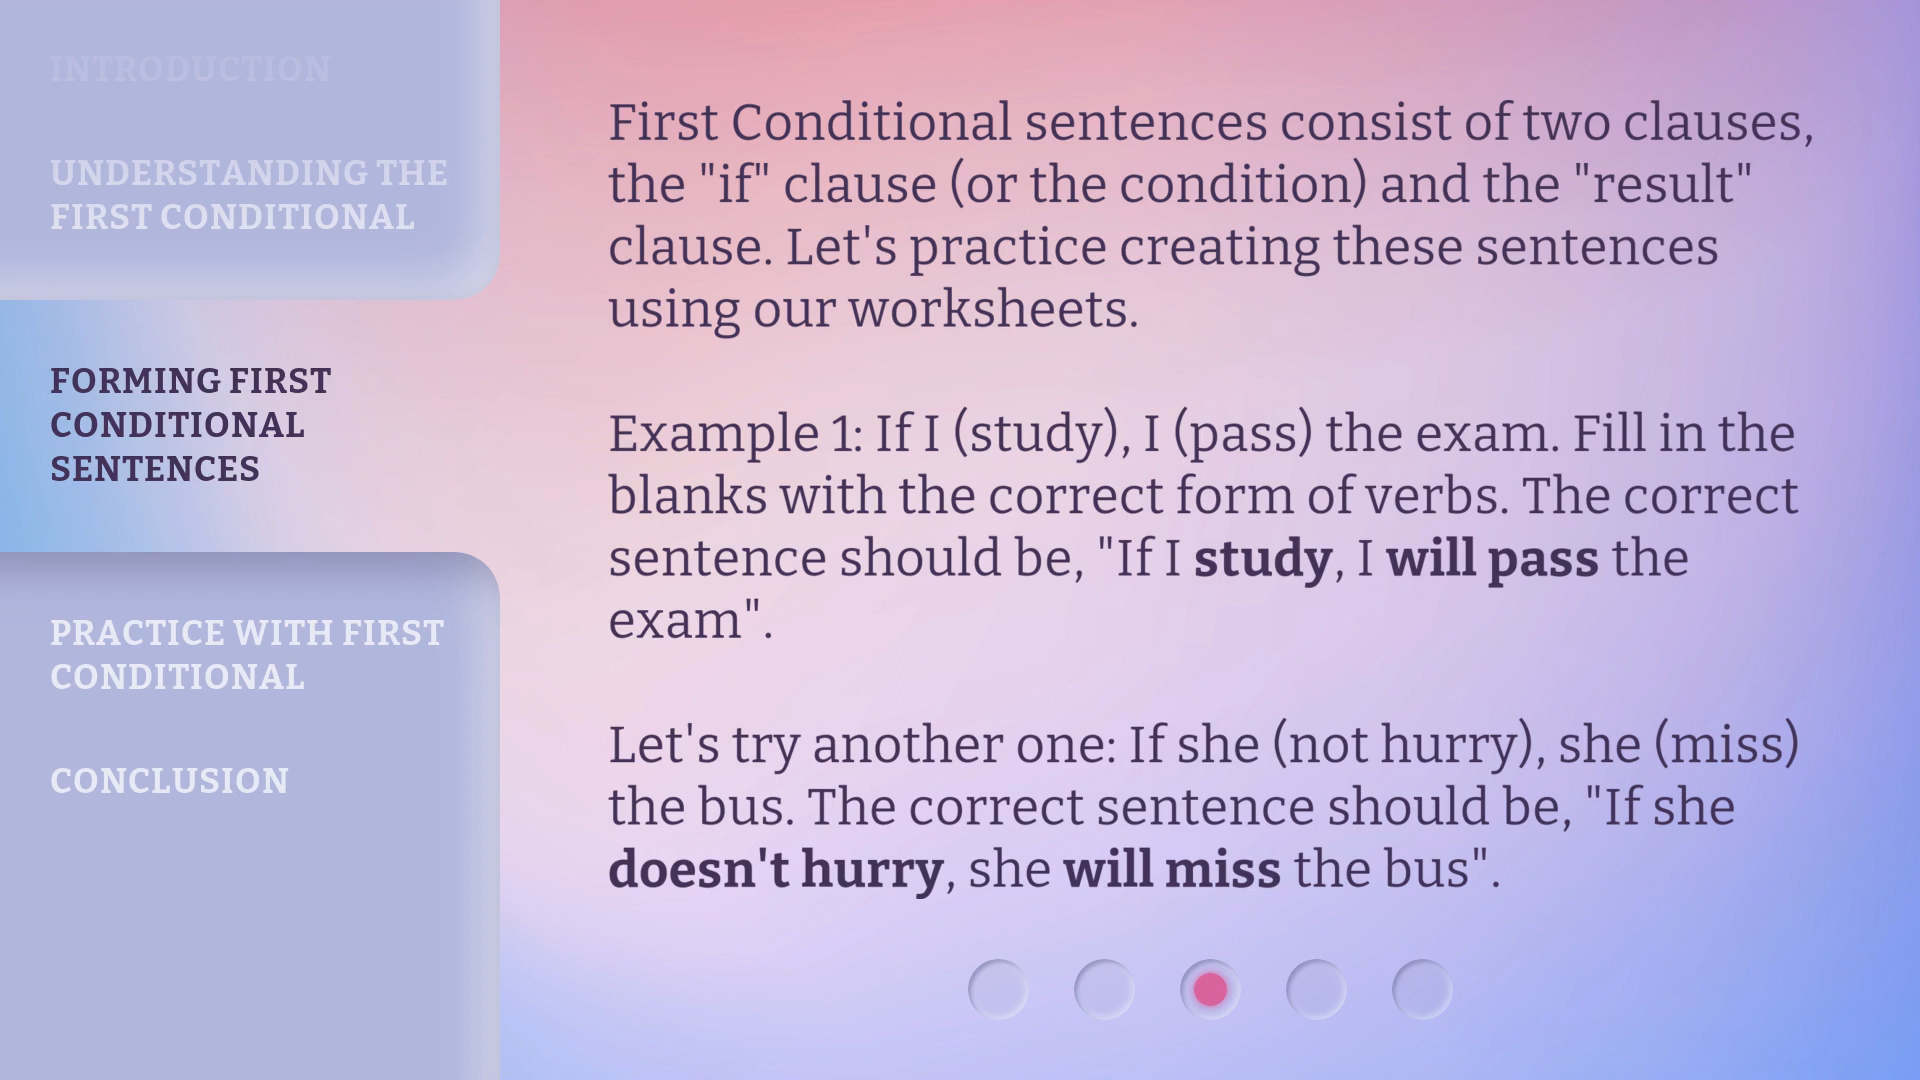 INTRODUCTION
UNDERSTANDING THE
FIRST CONDITIONAL
FORMING FIRST
CONDITIONAL
SENTENCES
PRACTICE WITH FIRST
CONDITIONAL
CONCLUSION
First Conditional sentences consist of two clauses,
the "if" clause (or the condition) and the "result"
clause. Let's practice creating these sentences
using our worksheets.
Example 1: If I (study), I (pass) the exam. Fill in the
blanks with the correct form of verbs. The correct
sentence should be, "If I study, I will pass the
exam".
Let's try another one: If she (not hurry), she (miss)
the bus. The correct sentence should be, "If she
doesn't hurry, she will miss the bus".